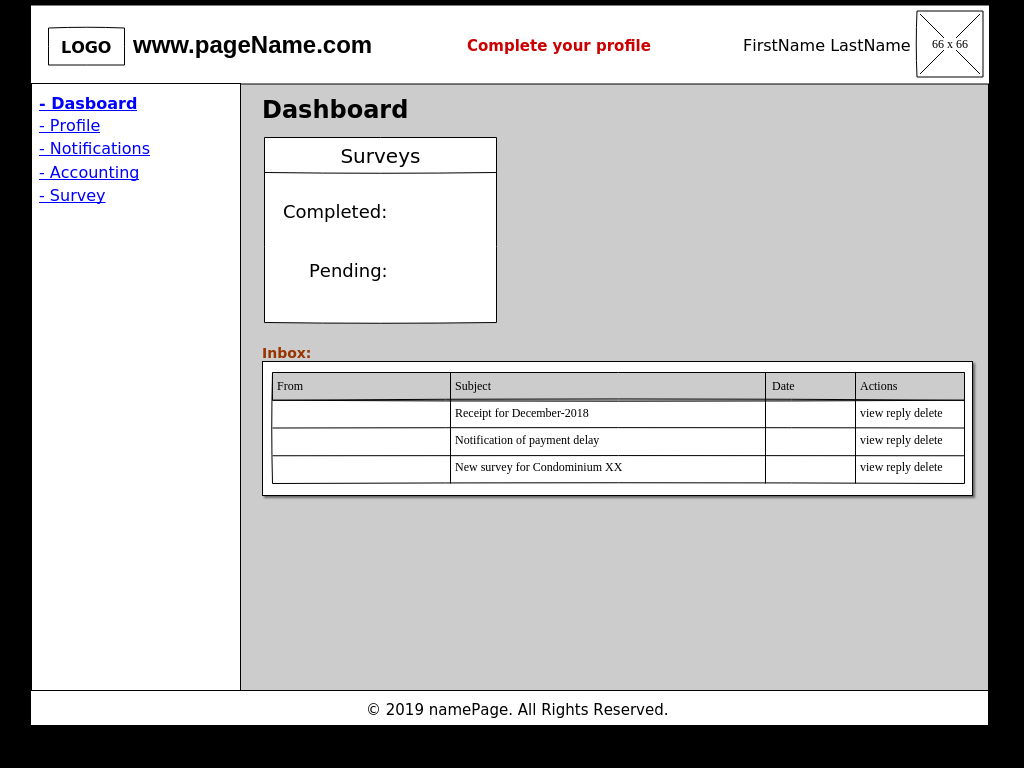 LOGO www.pageName.com Complete your profile FirstName LastName 66 x 66
- Dasboard
- Profile
- Notifications
- Accounting
- Survey
Dashboard
Surveys
Completed:
Pending:
Inbox:
From Subject Date Actions
Receipt for December-2018 view reply delete
Notification of payment delay view reply delete
New survey for Condominium XX view reply delete
© 2019 namePage. All Rights Reserved.